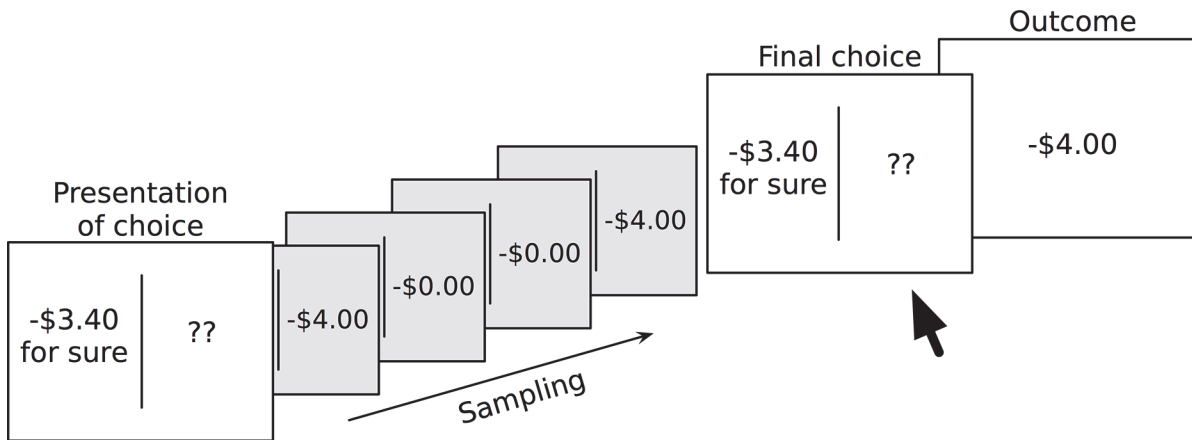 Presentation
of choice
-$3.40
for sure
??
-$4.00
-$0.00
-$0.00
-$4.00
Sampling
Final choice
-$3.40
for sure
??
Outcome
-$4.00